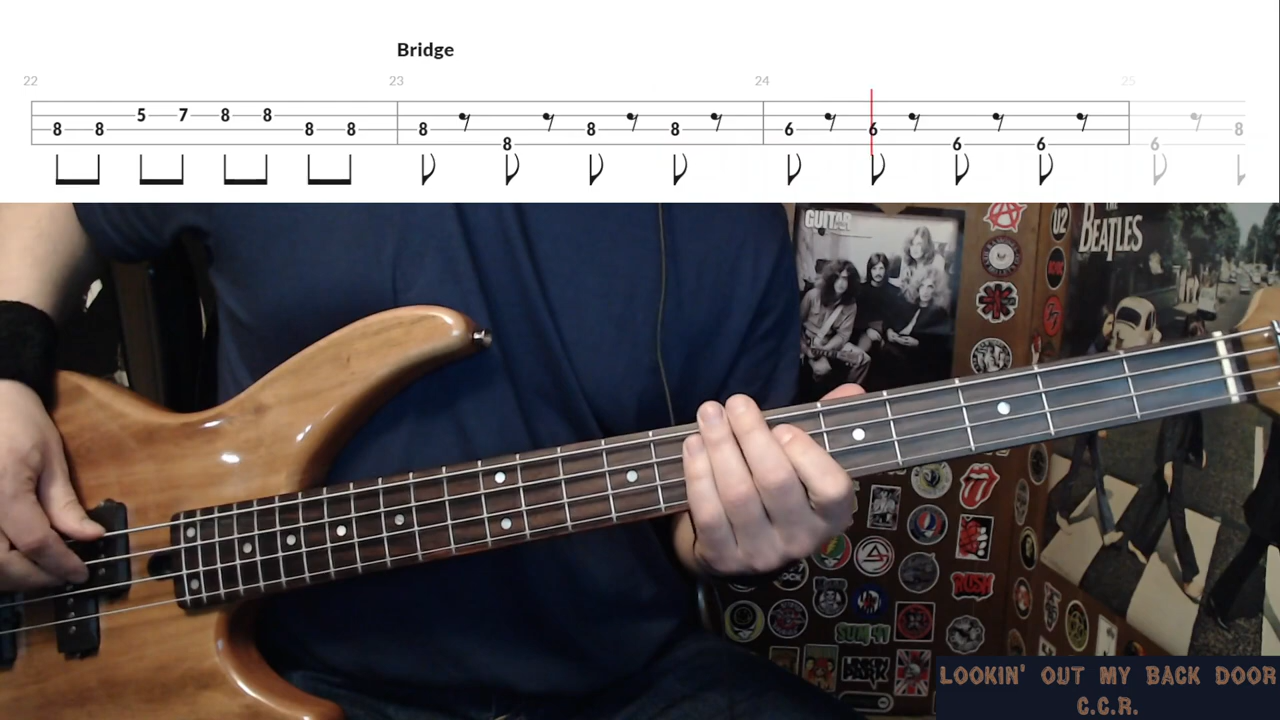 Bridge
22 23 24 25
5 7 8 8
8 8 8 8 8 8 8 6 6 8
8 6 6 6
GUITAR
U2
THE
BEATLES
RUSH
SUM 41
LOOKIN' OUT MY BACK DOOR
C.C.R.